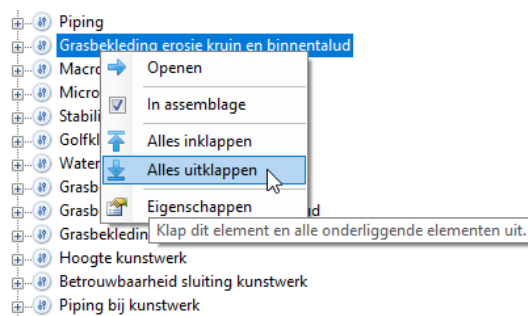 Piping
Grasbekleding erosie kruin en binnentalud
Macro
Openen
Micro
In assemblage
Stabili
Golfkl
Alles inklappen
Water
Alles uitklappen
Grasb
Grasb
Eigenschappen
Grasbekledin
Klap dit element en alle onderliggende elementen uit.
Hoogte kunstwerk
Betrouwbaarheid sluiting kunstwerk
Piping bij kunstwerk